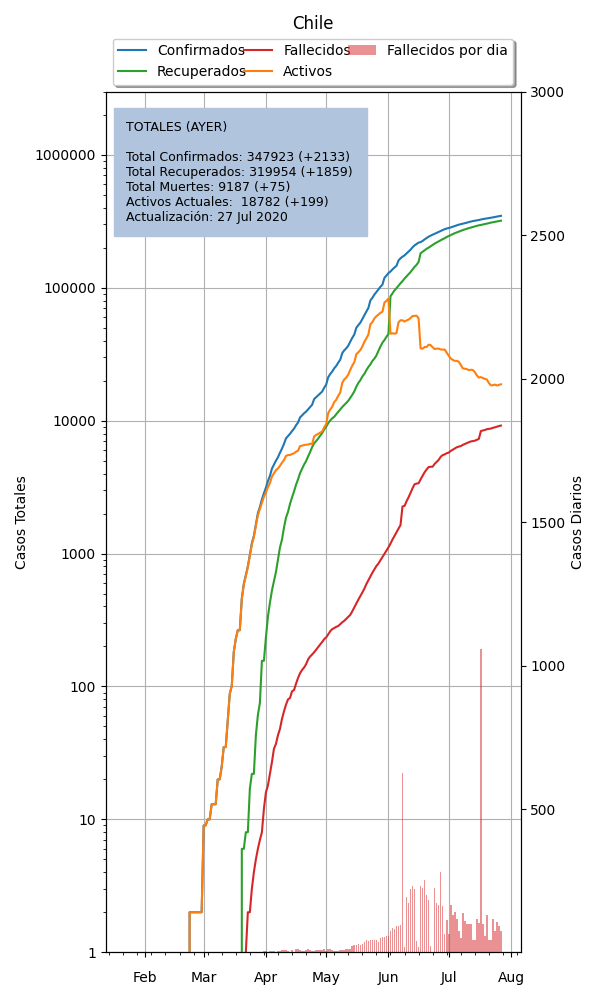 Chile
Confirmados Fallecidos Fallecidos por dia
Recuperados Activos
TOTALES (AYER)
Total Confirmados: 347923 (+2133)
Total Recuperados: 319954 (+1859)
Total Muertes: 9187 (+75)
Activos Actuales: 18782 (+199)
Actualización: 27 Jul 2020
1000000
100000
10000
1000
100
10
1
Casos Totales
3000
2500
2000
1500
1000
500
Casos Diarios
Feb Mar Apr May Jun Jul Aug